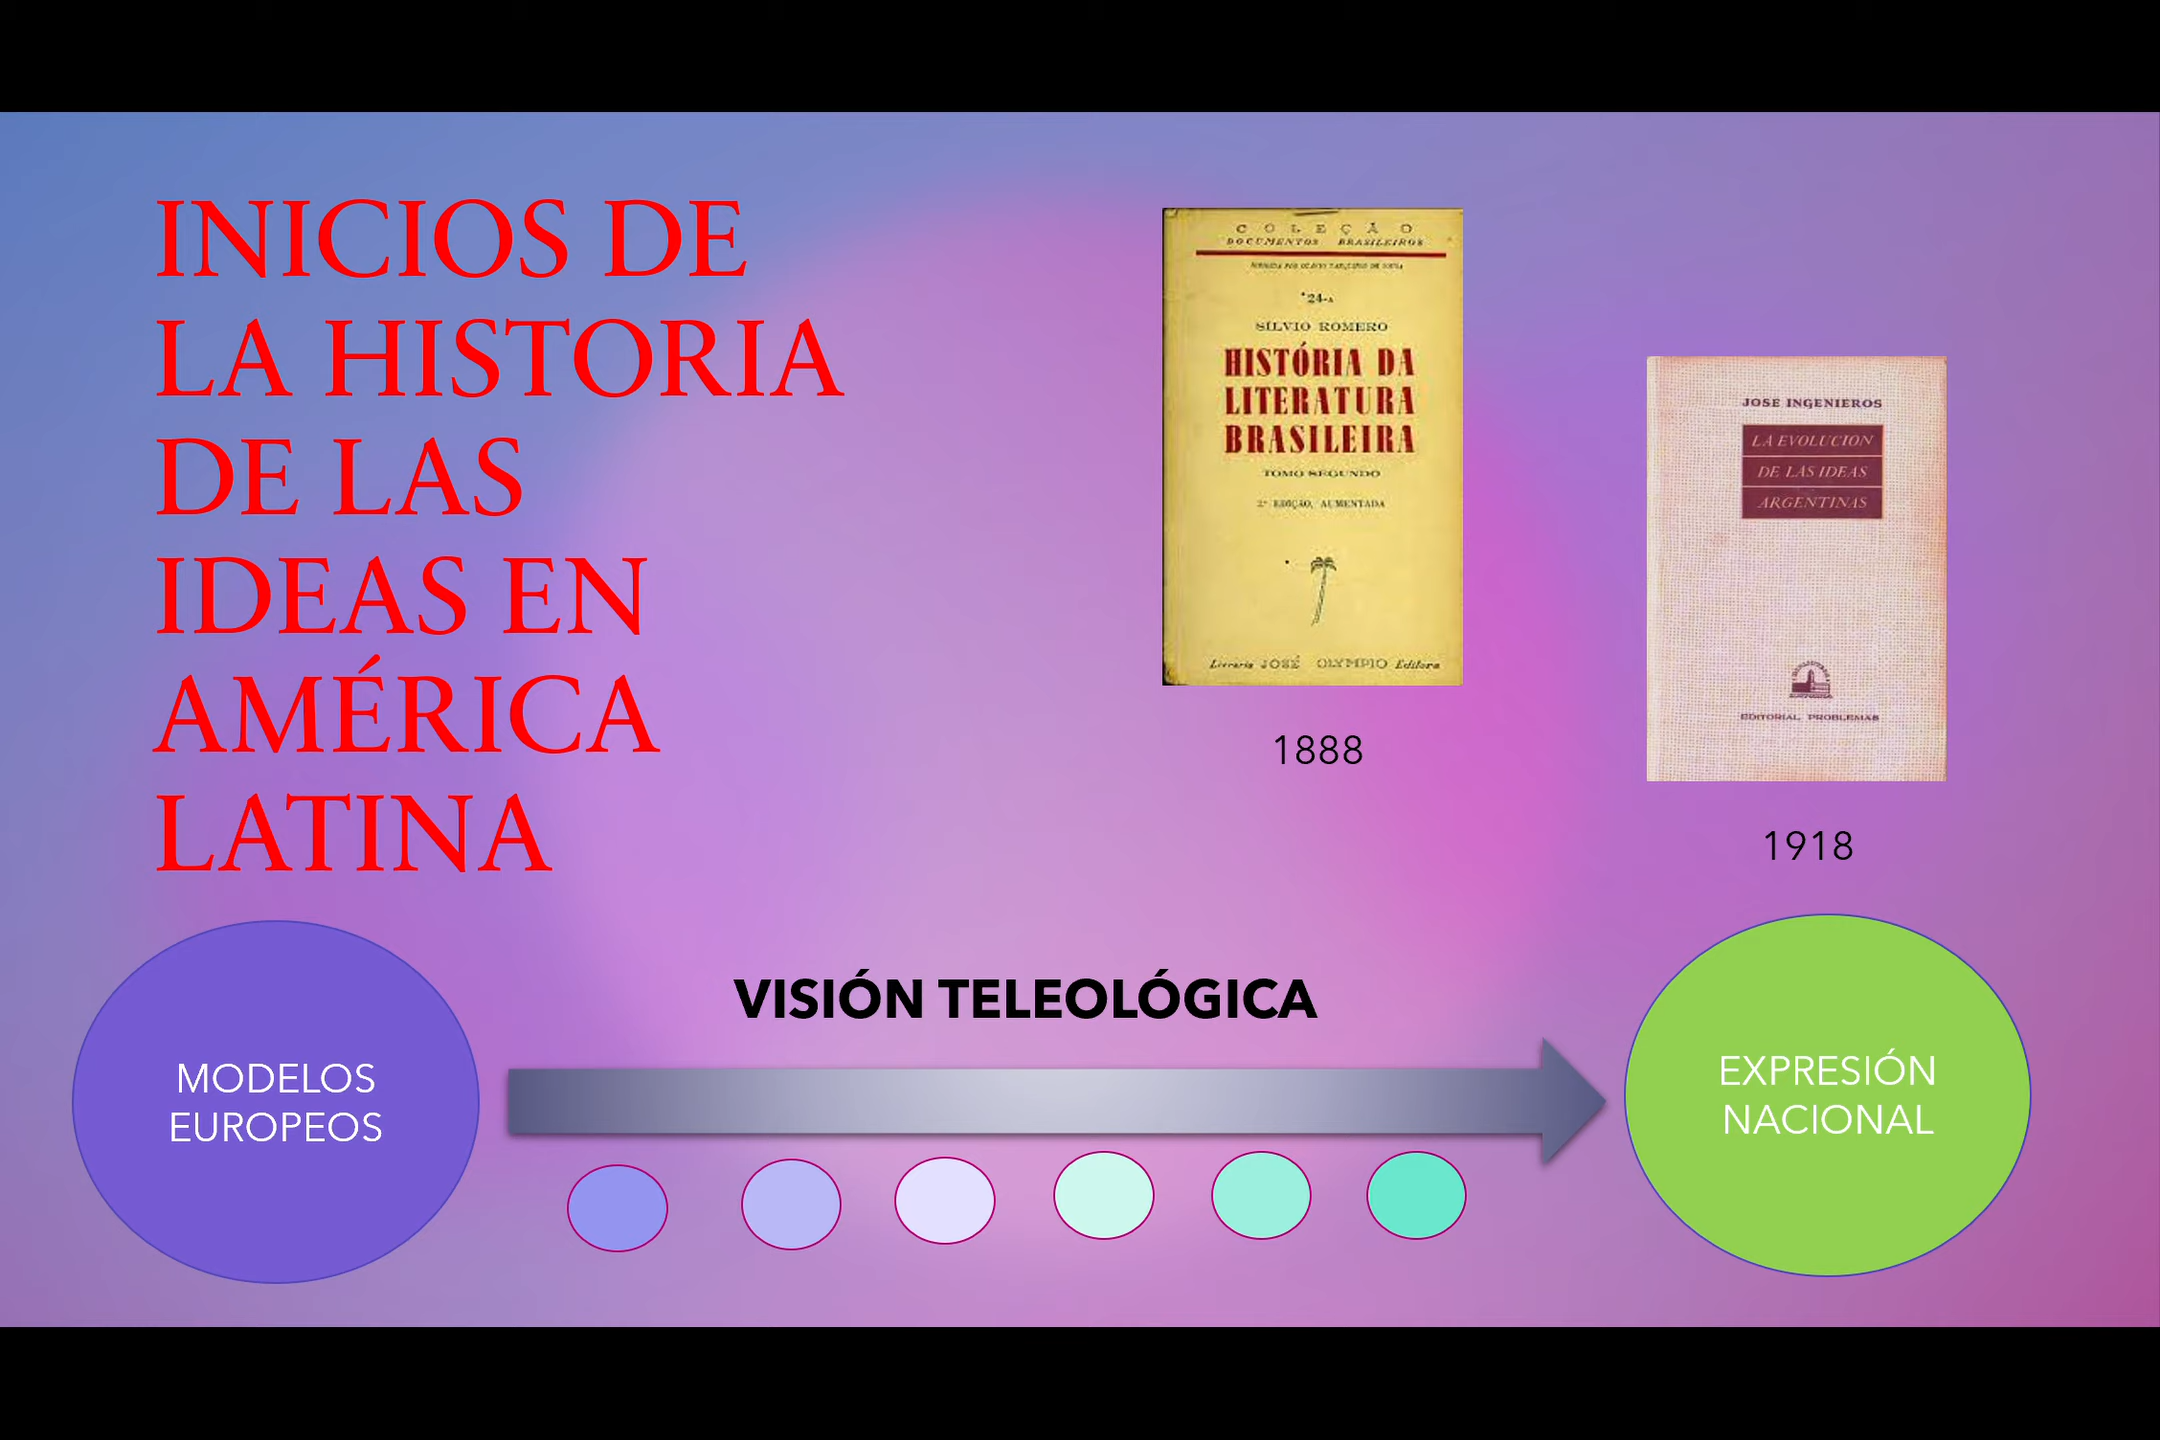 INICIOS DE
LA HISTORIA
DE LAS
IDEAS EN
AMÉRICA
LATINA
COLEÇÃO
DOCUMENTOS BRASILEIROS
24-A
SÍLVIO ROMERO
HISTÓRIA DA
LITERATURA
BRASILEIRA
TOMO SEGUNDO
2ª EDIÇÃO, AUMENTADA
Livraria JOSÉ OLYMPIO Editora
1888
JOSE INGENIEROS
LA EVOLUCION
DE LAS IDEAS
ARGENTINAS
EDITORIAL PROBLEMAS
1918
VISIÓN TELEOLÓGICA
MODELOS
EUROPEOS
EXPRESIÓN
NACIONAL